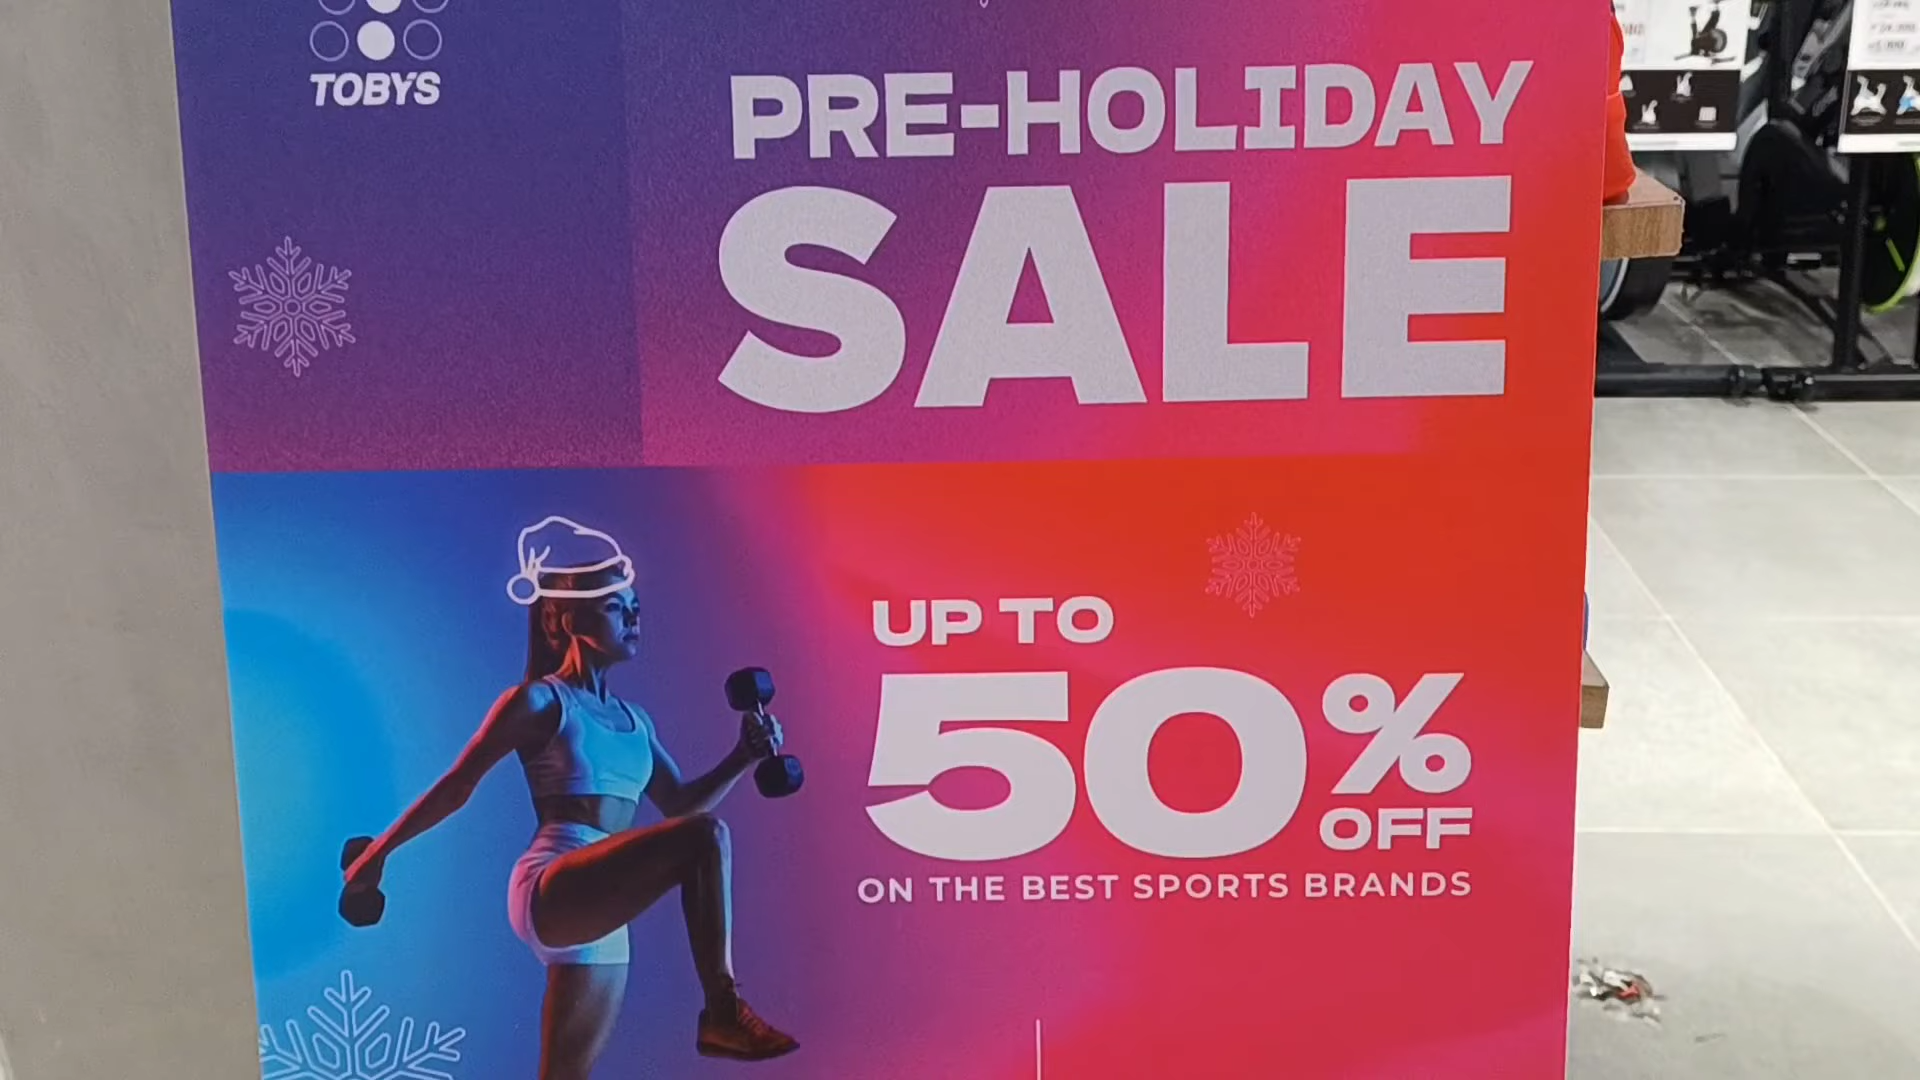 TOBYS
PRE-HOLIDAY
SALE
UP TO
50%
OFF
ON THE BEST SPORTS BRANDS